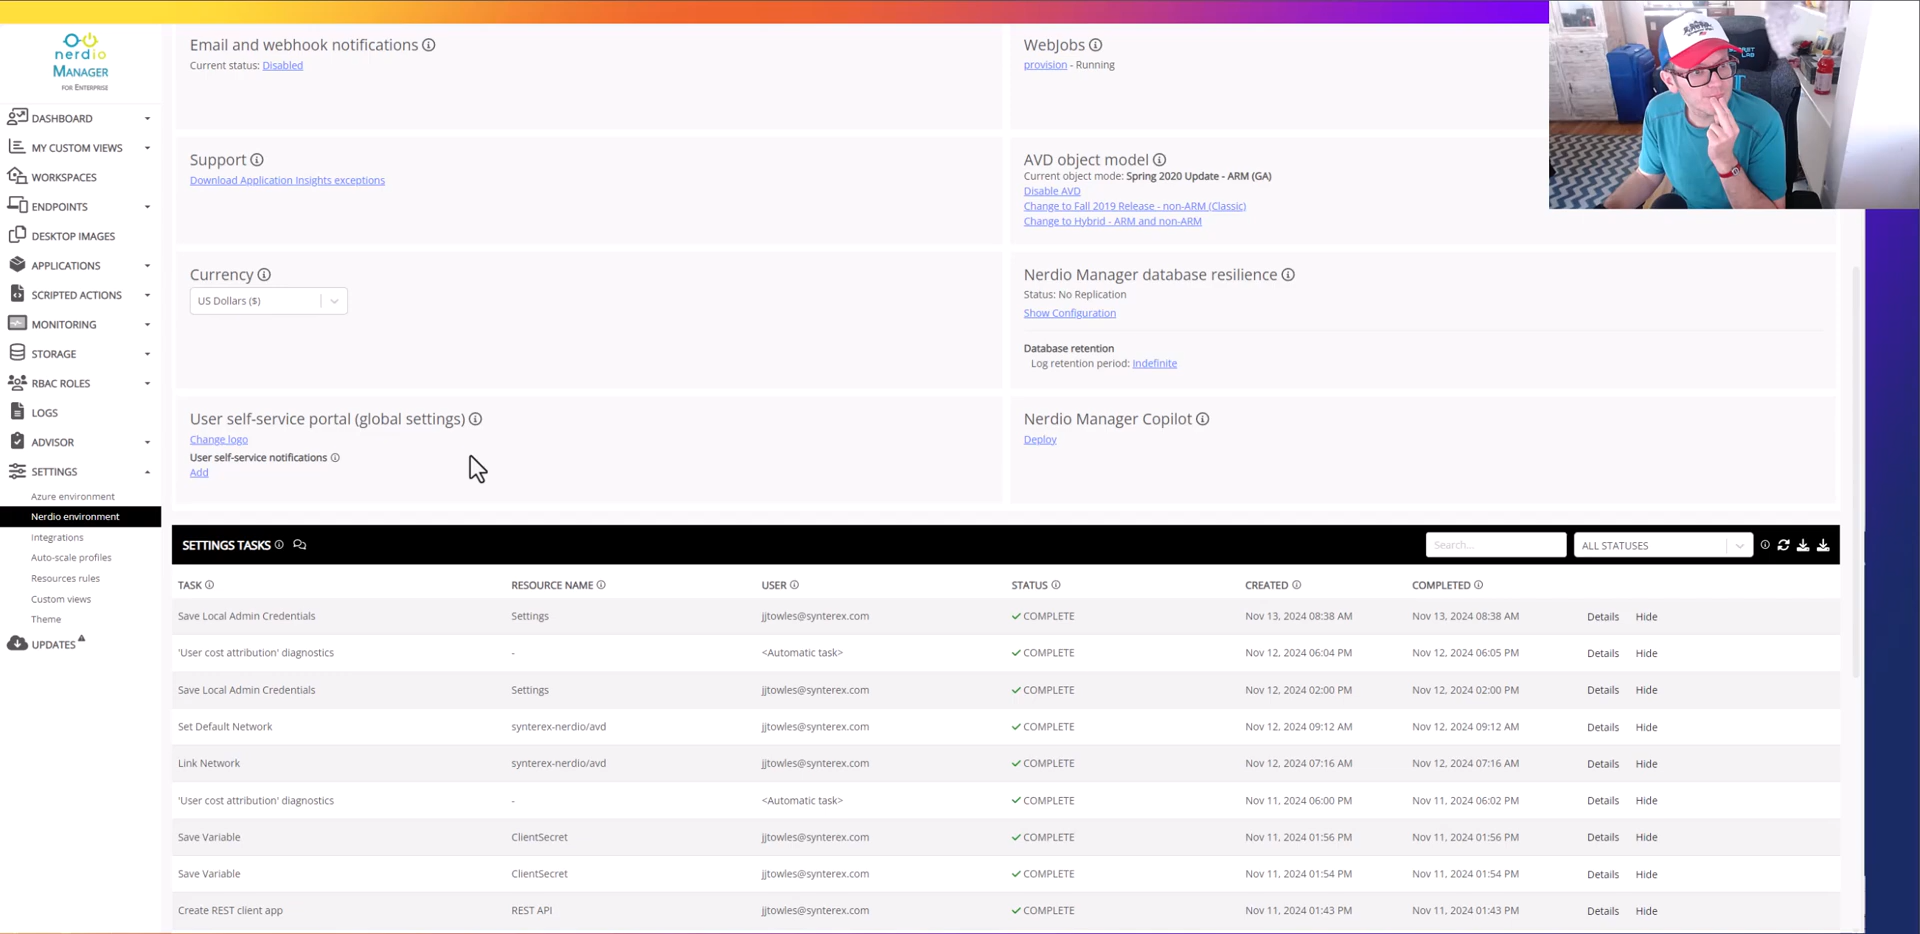 nerdio
MANAGER
FOR ENTERPRISE
DASHBOARD
MY CUSTOM VIEWS
WORKSPACES
ENDPOINTS
DESKTOP IMAGES
APPLICATIONS
SCRIPTED ACTIONS
MONITORING
STORAGE
RBAC ROLES
LOGS
ADVISOR
SETTINGS
Azure environment
Nerdio environment
Integrations
Auto-scale profiles
Resources rules
Custom views
Theme
UPDATES
Email and webhook notifications
Current status: Disabled
WebJobs
provision - Running
Support
Download Application Insights exceptions
AVD object model
Current object mode: Spring 2020 Update - ARM (GA)
Disable AVD
Change to Fall 2019 Release - non-ARM (Classic)
Change to Hybrid - ARM and non-ARM
Currency
US Dollars ($)
Nerdio Manager database resilience
Status: No Replication
Show Configuration
Database retention
Log retention period: Indefinite
User self-service portal (global settings)
Change logo
User self-service notifications
Add
Nerdio Manager Copilot
Deploy
SETTINGS TASKS Search... ALL STATUSES
TASK RESOURCE NAME USER STATUS CREATED COMPLETED
Save Local Admin Credentials Settings jjtowles@synterex.com COMPLETE Nov 13, 2024 08:38 AM Nov 13, 2024 08:38 AM Details Hide
'User cost attribution' diagnostics - <Automatic task> COMPLETE Nov 12, 2024 06:04 PM Nov 12, 2024 06:05 PM Details Hide
Save Local Admin Credentials Settings jjtowles@synterex.com COMPLETE Nov 12, 2024 02:00 PM Nov 12, 2024 02:00 PM Details Hide
Set Default Network synterex-nerdio/avd jjtowles@synterex.com COMPLETE Nov 12, 2024 09:12 AM Nov 12, 2024 09:12 AM Details Hide
Link Network synterex-nerdio/avd jjtowles@synterex.com COMPLETE Nov 12, 2024 07:16 AM Nov 12, 2024 07:16 AM Details Hide
'User cost attribution' diagnostics - <Automatic task> COMPLETE Nov 11, 2024 06:00 PM Nov 11, 2024 06:02 PM Details Hide
Save Variable ClientSecret jjtowles@synterex.com COMPLETE Nov 11, 2024 01:56 PM Nov 11, 2024 01:56 PM Details Hide
Save Variable ClientSecret jjtowles@synterex.com COMPLETE Nov 11, 2024 01:54 PM Nov 11, 2024 01:54 PM Details Hide
Create REST client app REST API jjtowles@synterex.com COMPLETE Nov 11, 2024 01:43 PM Nov 11, 2024 01:43 PM Details Hide